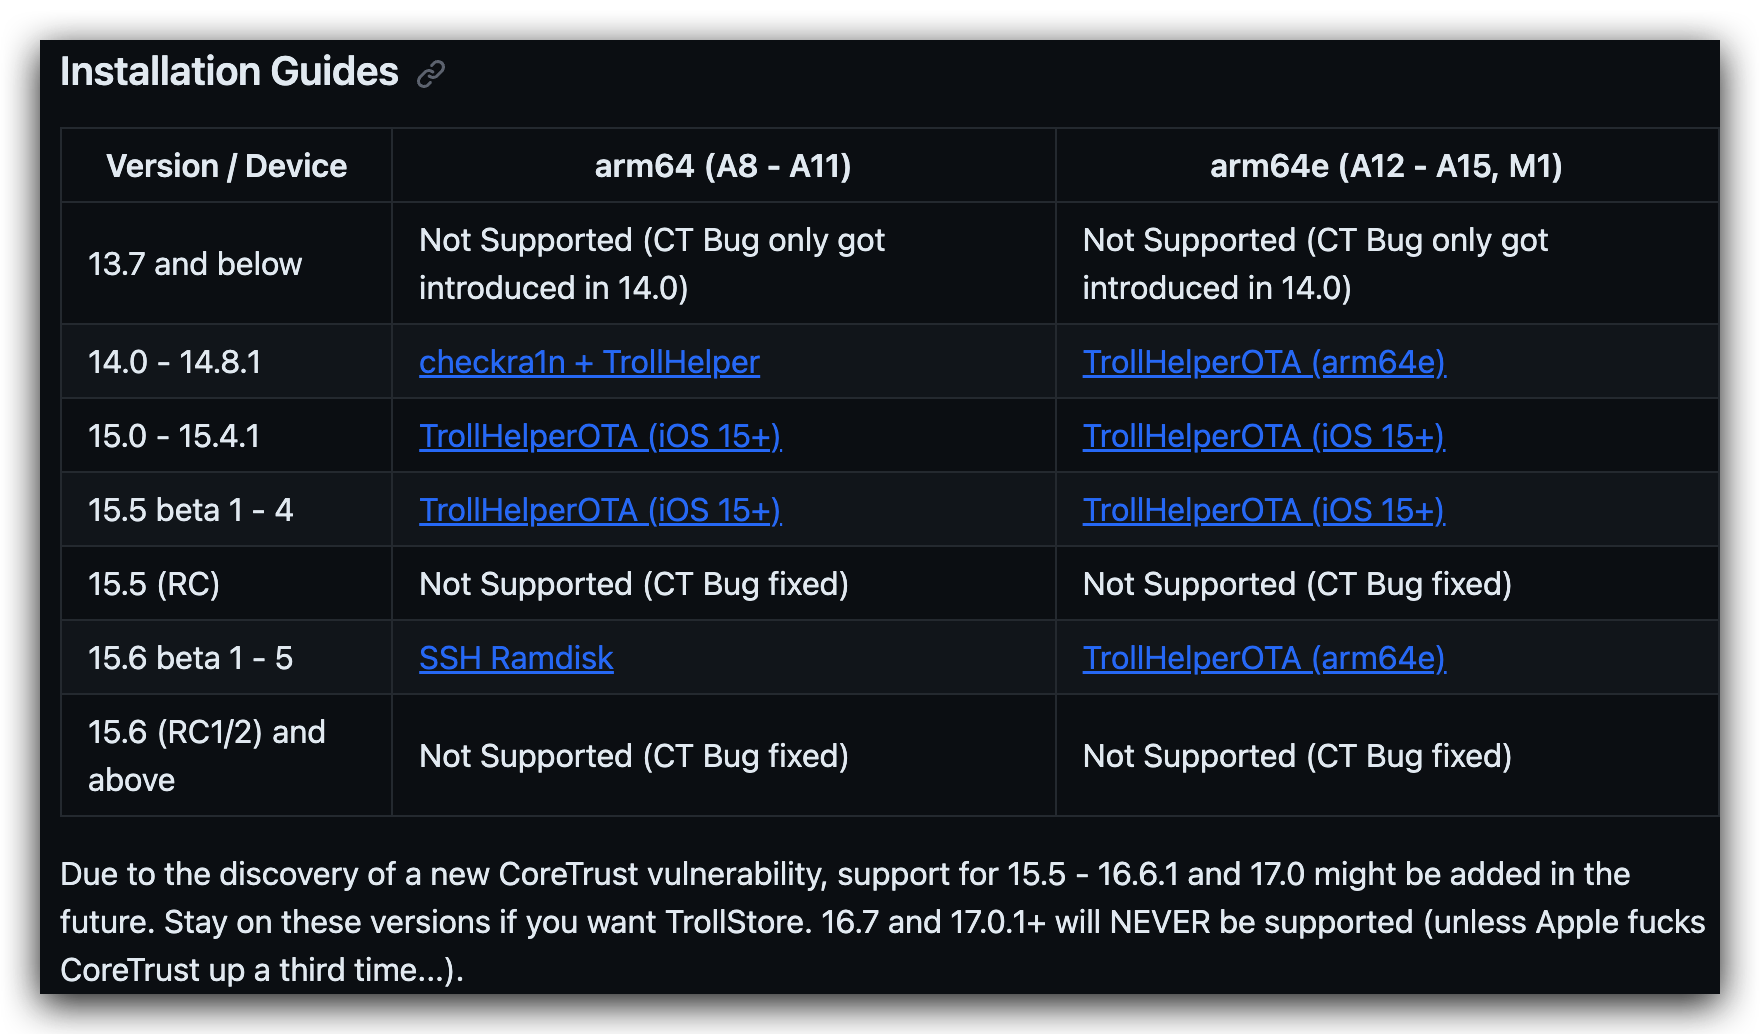 Installation Guides
Version / Device
arm64 (A8 - A11)
arm64e (A12 - A15, M1)
13.7 and below
Not Supported (CT Bug only got
introduced in 14.0)
Not Supported (CT Bug only got
introduced in 14.0)
14.0 - 14.8.1
checkra1n + TrollHelper
TrollHelperOTA (arm64e)
15.0 - 15.4.1
TrollHelperOTA (iOS 15+)
TrollHelperOTA (iOS 15+)
15.5 beta 1 - 4
TrollHelperOTA (iOS 15+)
TrollHelperOTA (iOS 15+)
15.5 (RC)
Not Supported (CT Bug fixed)
Not Supported (CT Bug fixed)
15.6 beta 1 - 5
SSH Ramdisk
TrollHelperOTA (arm64e)
15.6 (RC1/2) and
above
Not Supported (CT Bug fixed)
Not Supported (CT Bug fixed)
Due to the discovery of a new CoreTrust vulnerability, support for 15.5 - 16.6.1 and 17.0 might be added in the
future. Stay on these versions if you want TrollStore. 16.7 and 17.0.1+ will NEVER be supported (unless Apple fucks
CoreTrust up a third time...).